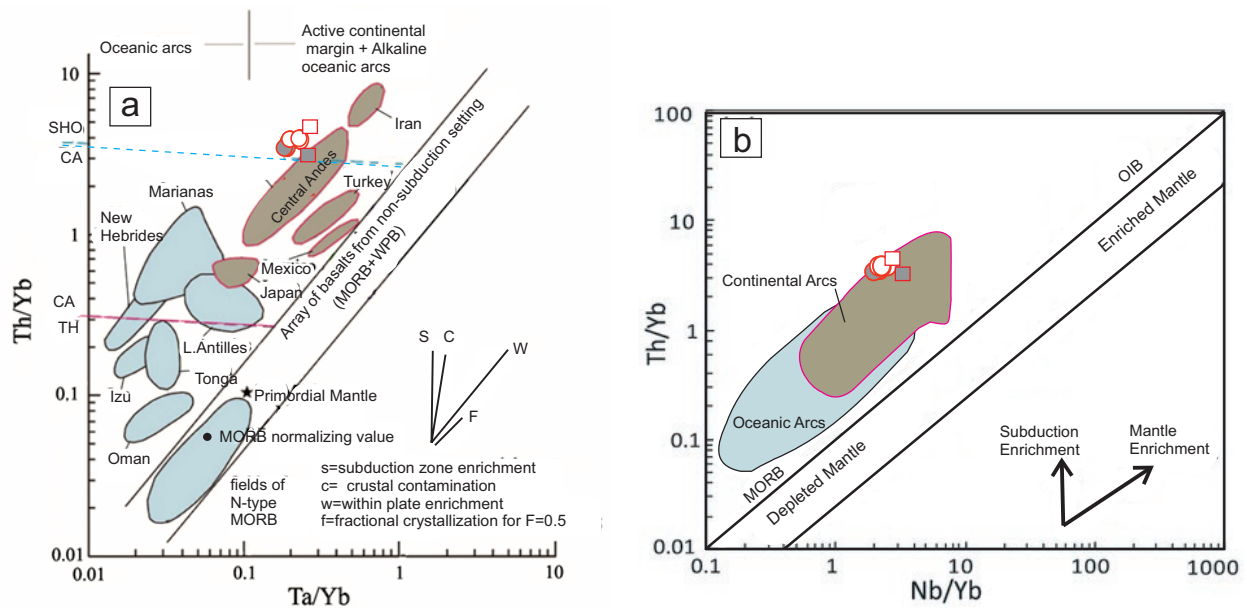 Oceanic arcs
Active continental
margin + Alkaline
oceanic arcs
a
10
1
0.1
0.01
Th/Yb
SHO
CA
CA
TH
Iran
Central Andes
Turkey
Marianas
New
Hebrides
Mexico
Japan
L.Antilles
Tonga
Izu
Oman
Array of basalts from non-subduction setting
(MORB+WPB)
Primordial Mantle
MORB normalizing value
fields of
N-type
MORB
S
C
W
F
s=subduction zone enrichment
c= crustal contamination
w=within plate enrichment
f=fractional crystallization for F=0.5
0.01
0.1
1
10
Ta/Yb
b
100
10
1
0.1
0.01
Th/Yb
Continental Arcs
Oceanic Arcs
OIB
Enriched Mantle
MORB
Depleted Mantle
Subduction
Enrichment
Mantle
Enrichment
0.1
1
10
100
1000
Nb/Yb